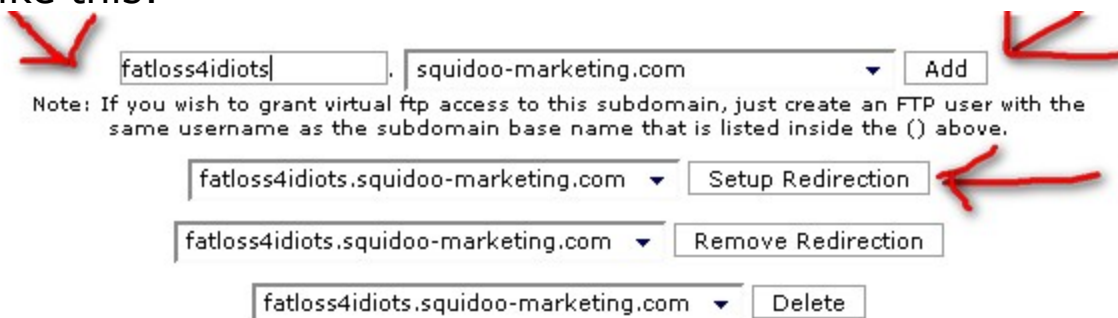 like this:
fatloss4idiots . squidoo-marketing.com Add
Note: If you wish to grant virtual ftp access to this subdomain, just create an FTP user with the
same username as the subdomain base name that is listed inside the () above.
fatloss4idiots.squidoo-marketing.com Setup Redirection
fatloss4idiots.squidoo-marketing.com Remove Redirection
fatloss4idiots.squidoo-marketing.com Delete